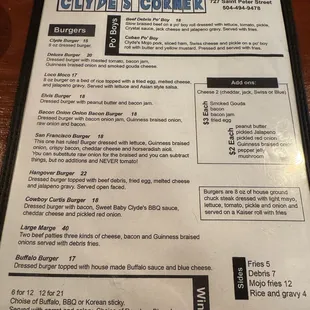 CLYDE'S CORNER
727 Saint Peter Street
504-494-5478
Burgers
Clyde Burger 16
8 oz dressed burger.
Deluxe Burger 20
Dressed burger with roasted tomato, bacon jam,
Guinness braised onion and smoked gouda cheese.
Loco Moco 17
8 oz burger on a bed of rice topped with a fried egg, melted cheese,
and jalapeno gravy. Served with lettuce and Asian style salsa.
Elvis Burger 18
Dressed burger with peanut butter and bacon jam.
Bacon Onion Onion Bacon Burger 18
Dressed burger with bacon onion jam, Guinness braised onion,
bacon and raw onion.
San Francisco Burger 19
This one has rules! Burger dressed with lettuce, Guinness braised
onion, crispy bacon, cheddar cheese and horseradish aioli.
You can substitute raw onion for the braised and you can subtract
things, but no additions and NEVER tomato!
Hangover Burger 22
Dressed burger topped with debris, fried egg, melted cheese
and jalapeno gravy. Served open faced.
Cowboy Curtis Burger 18
Dressed burger with bacon, Sweet Baby Clyde's BBQ sauce,
cheddar cheese and pickled red onion.
Large Marge 40
Two beef patties three kinds of cheese, bacon and Guinness braised
onions served with debris fries.
Buffalo Burger 17
Dressed topped with house made Buffalo sauce and blue cheese.
Po' Boys
Beef Debris Po' Boy 18
Slow braised beef on a po' boy roll dressed with lettuce, tomato, pickle,
Crystal sauce, jack cheese and jalapeno gravy. Served with fries.
Cuban Po' Boy
Clyde's Mojo pork, sliced ham, Swiss cheese and pickle on a po' boy
roll with butter and yellow mustard pressed. Served with fries.
Add ons:
Cheese 2 (cheddar, jack, Swiss or Blue)
$3 Each
Smoked Gouda
bacon
bacon jam
fried egg
$2 Each
peanut butter
pickled Jalapeno
pickled red onion
Guinness braised onion
pepper jelly
mushroom
Burgers are 8 oz of house ground
chuck steak dressed with light mayo,
lettuce, tomato, pickle and onion and
served on a Kaiser roll with fries.
6 for 12 12 for 21
Choise of Buffalo, BBQ or Korean sticky.
Win
Sides
Fries 5
Debris 7
Mojo fries 12
Rice and gravy 4